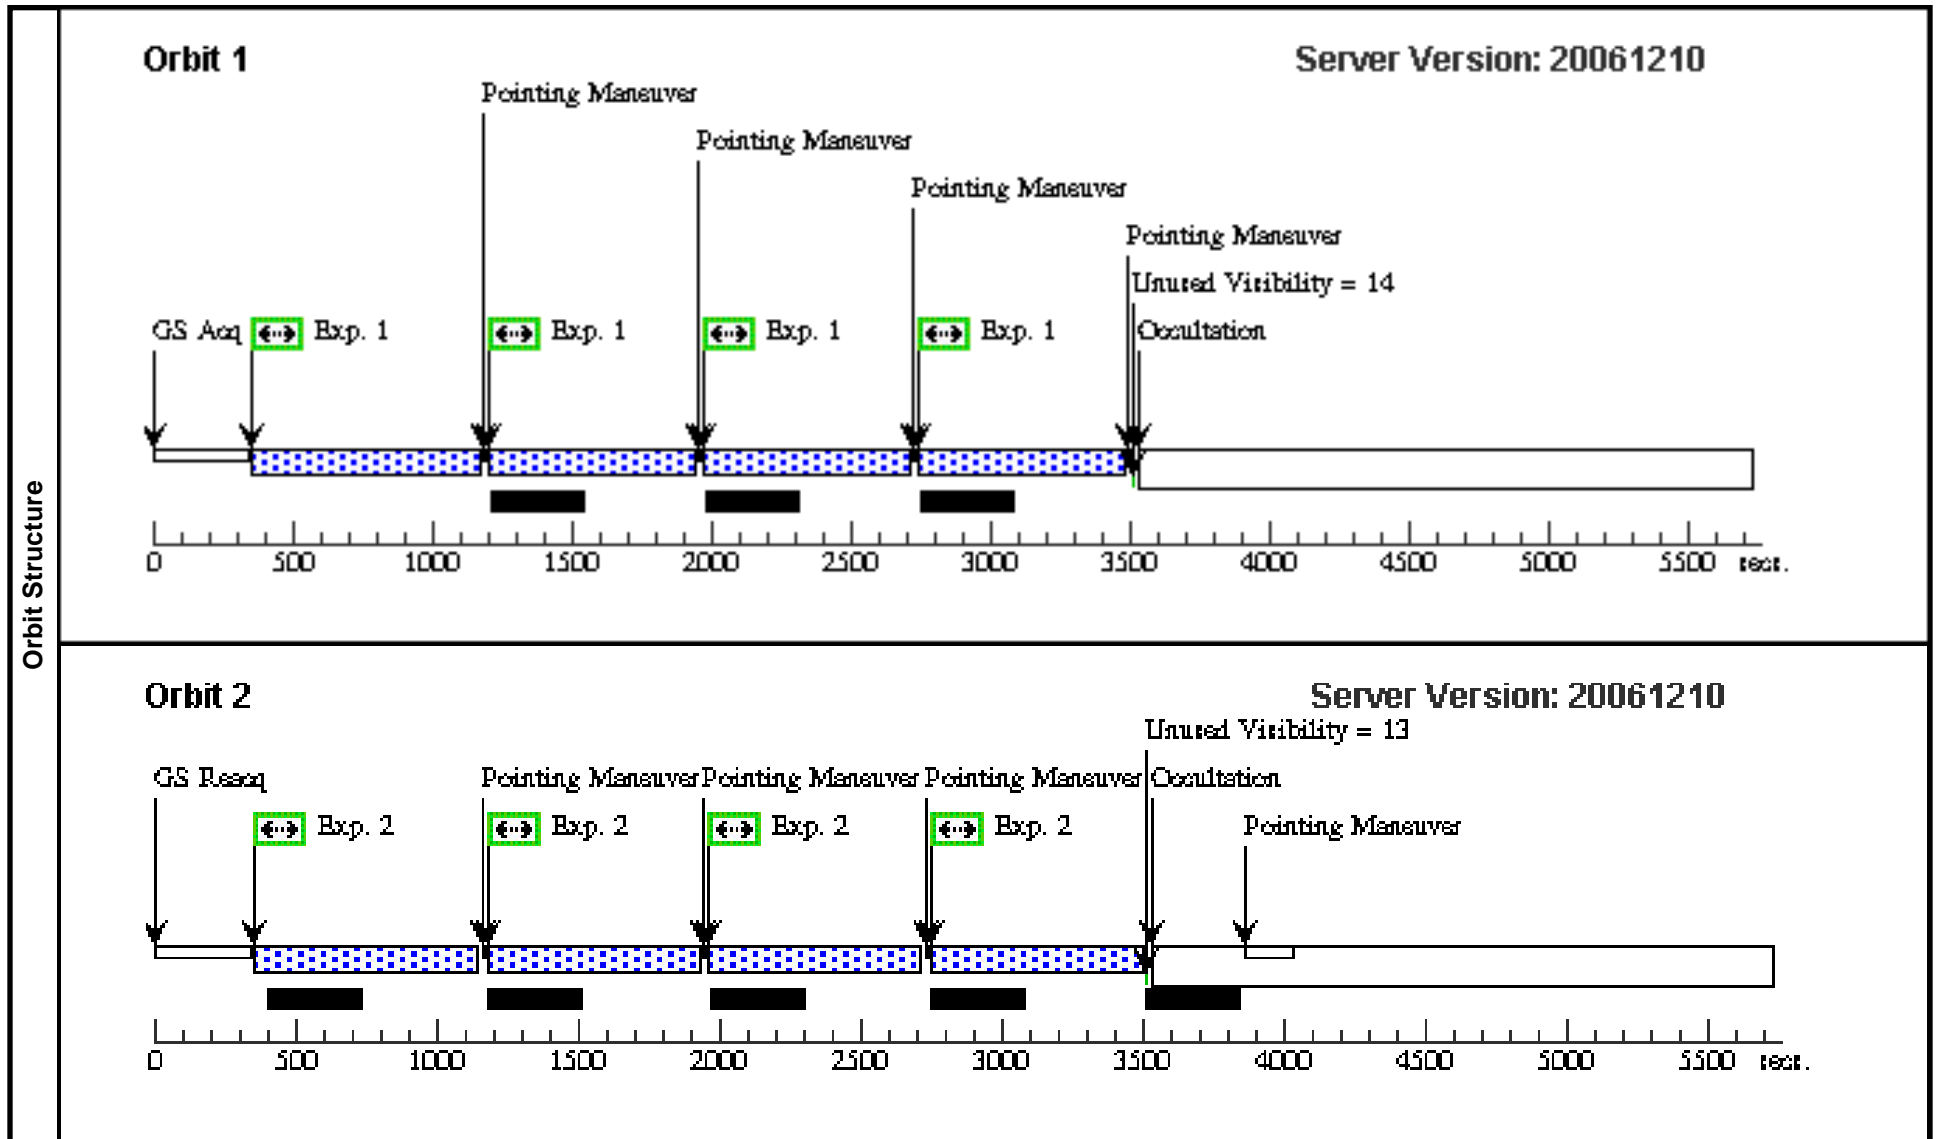 Orbit Structure
Orbit 1
Server Version: 20061210
Pointing Maneuver
Pointing Maneuver
Pointing Maneuver
Pointing Maneuver
Unused Visibility = 14
GS Acq
Exp. 1
Exp. 1
Exp. 1
Exp. 1
Occultation
0 500 1000 1500 2000 2500 3000 3500 4000 4500 5000 5500 secs.
Orbit 2
Server Version: 20061210
Unused Visibility = 13
GS Reacq
Pointing Maneuver
Pointing Maneuver
Pointing Maneuver
Occultation
Exp. 2
Exp. 2
Exp. 2
Exp. 2
Pointing Maneuver
0 500 1000 1500 2000 2500 3000 3500 4000 4500 5000 5500 secs.